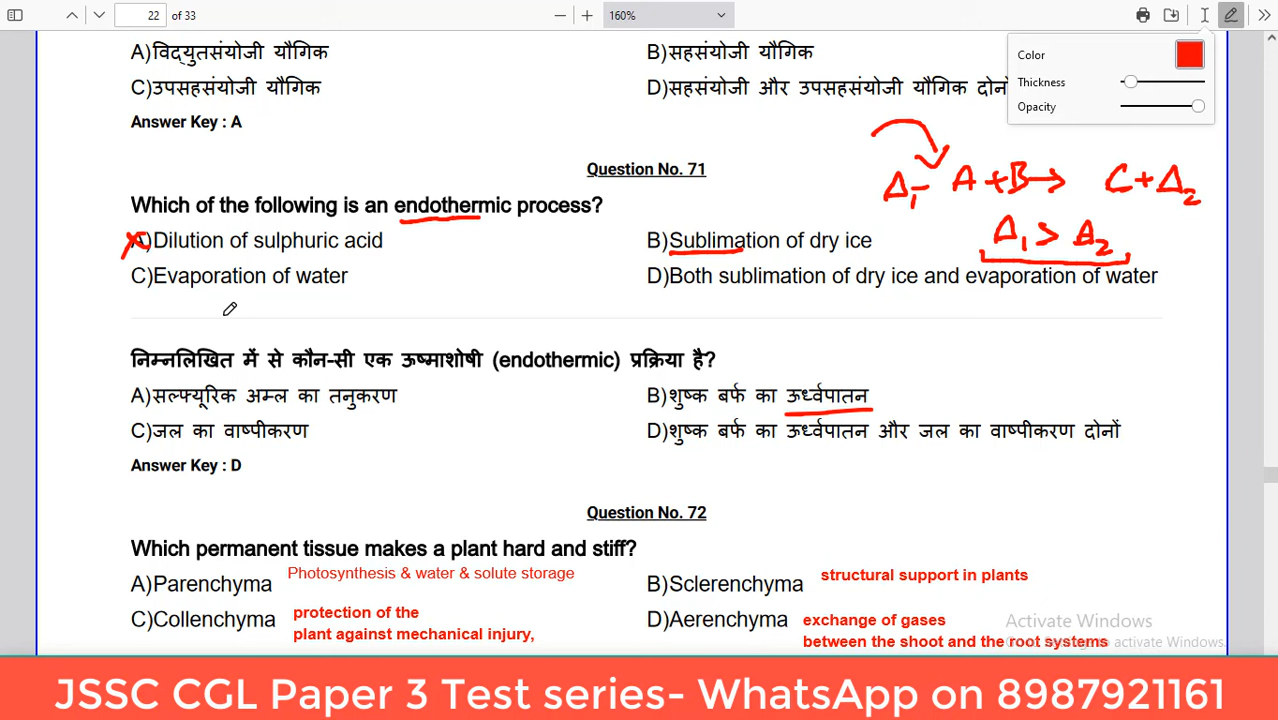 22 of 33
160%
Color
Thickness
Opacity
A)विद्युतसंयोजी यौगिक
B)सहसंयोजी यौगिक
C)उपसहसंयोजी यौगिक
D)सहसंयोजी और उपसहसंयोजी यौगिक दोनों
Answer Key : A
Δ₁ A + B → C + Δ₂
Δ₁ > Δ₂
Question No. 71
Which of the following is an endothermic process?
A)Dilution of sulphuric acid
B)Sublimation of dry ice
C)Evaporation of water
D)Both sublimation of dry ice and evaporation of water
निम्नलिखित में से कौन-सी एक ऊष्माशोषी (endothermic) प्रक्रिया है?
A)सल्फ्यूरिक अम्ल का तनुकरण
B)शुष्क बर्फ का ऊर्ध्वपातन
C)जल का वाष्पीकरण
D)शुष्क बर्फ का ऊर्ध्वपातन और जल का वाष्पीकरण दोनों
Answer Key : D
Question No. 72
Which permanent tissue makes a plant hard and stiff?
A)Parenchyma Photosynthesis & water & solute storage
B)Sclerenchyma structural support in plants
C)Collenchyma protection of the
plant against mechanical injury,
D)Aerenchyma exchange of gases
between the shoot and the root systems
Activate Windows
Go to Settings to activate Windows.
JSSC CGL Paper 3 Test series- WhatsApp on 8987921161